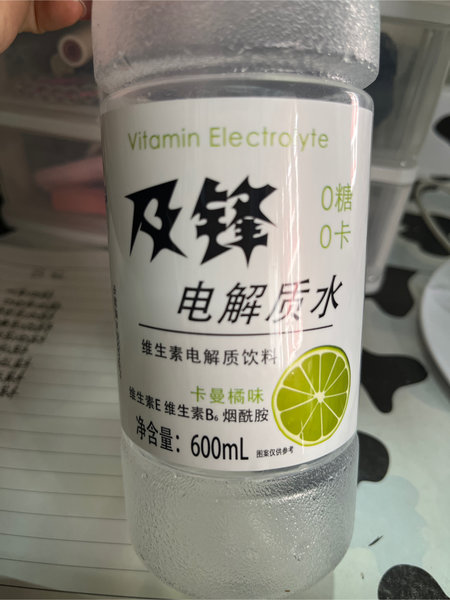 Vitamin Electrolyte
及锋
0糖
0卡
电解质水
维生素电解质饮料
卡曼橘味
维生素E 维生素B₆ 烟酰胺
净含量：600mL
图案仅供参考